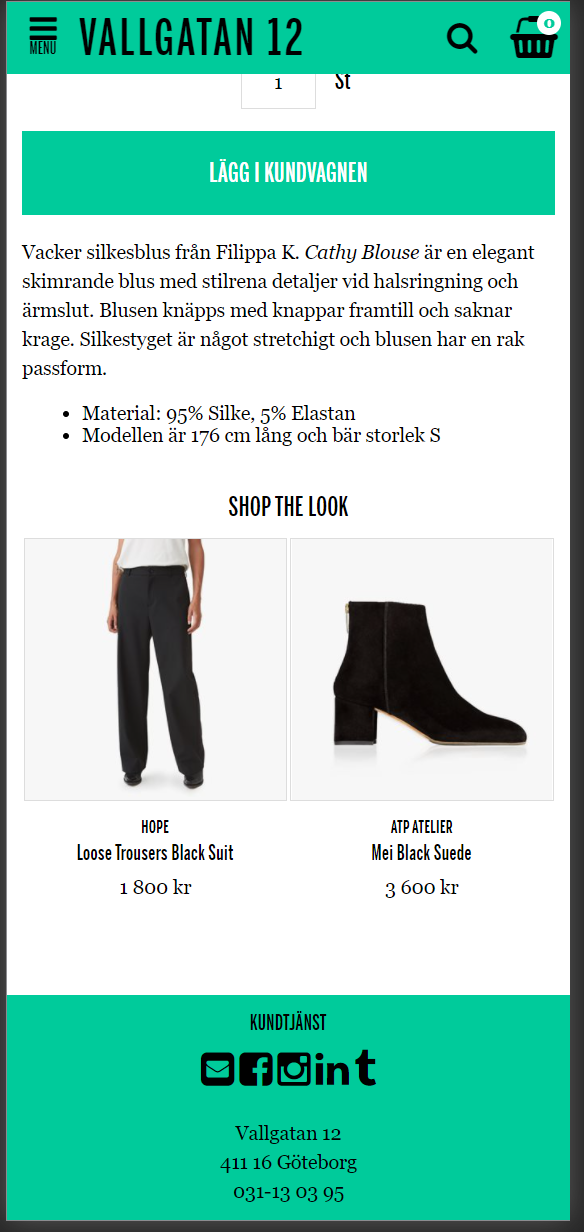 MENU
VALLGATAN 12
0
1 St
LÄGG I KUNDVAGNEN
Vacker silkesblus från Filippa K. Cathy Blouse är en elegant
skimrande blus med stilrena detaljer vid halsringning och
ärmslut. Blusen knäpps med knappar framtill och saknar
krage. Silkestyget är något stretchigt och blusen har en rak
passform.
• Material: 95% Silke, 5% Elastan
• Modellen är 176 cm lång och bär storlek S
SHOP THE LOOK
HOPE
Loose Trousers Black Suit
1 800 kr
ATP ATELIER
Mei Black Suede
3 600 kr
KUNDTJÄNST
Vallgatan 12
411 16 Göteborg
031-13 03 95